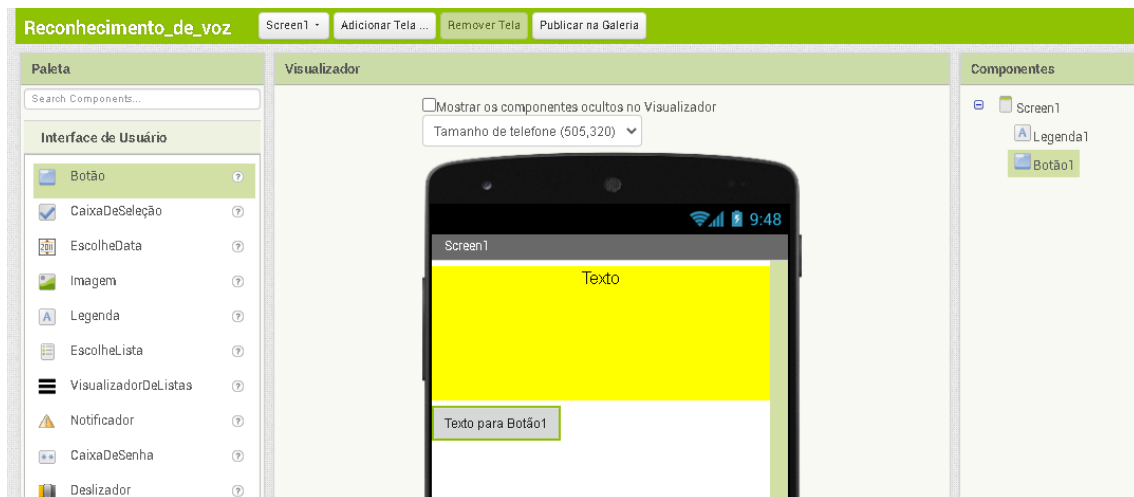 Reconhecimento_de_voz
Screen1
Adicionar Tela ...
Remover Tela
Publicar na Galeria
Paleta
Search Components...
Interface de Usuário
Botão
CaixaDeSeleção
EscolheData
Imagem
Legenda
EscolheLista
VisualizadorDeListas
Notificador
CaixaDeSenha
Deslizador
Visualizador
Mostrar os componentes ocultos no Visualizador
Tamanho de telefone (505,320)
9:48
Screen1
Texto
Texto para Botão1
Componentes
Screen1
Legenda1
Botão1